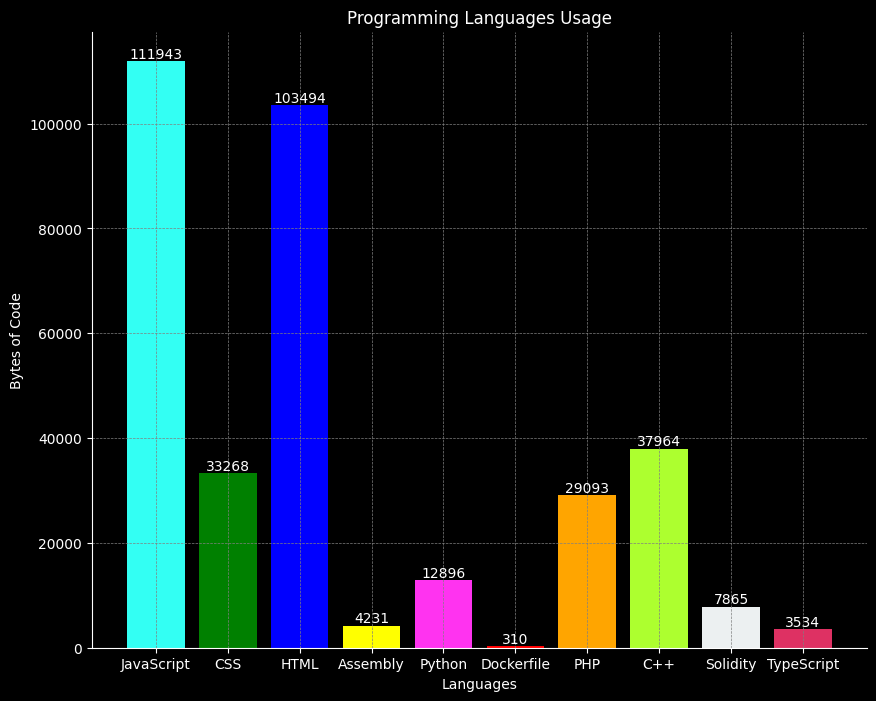 Programming Languages Usage
Bytes of Code
100000
80000
60000
40000
20000
0
111943
33268
103494
4231
12896
310
29093
37964
7865
3534
JavaScript
CSS
HTML
Assembly
Python
Dockerfile
PHP
C++
Solidity
TypeScript
Languages